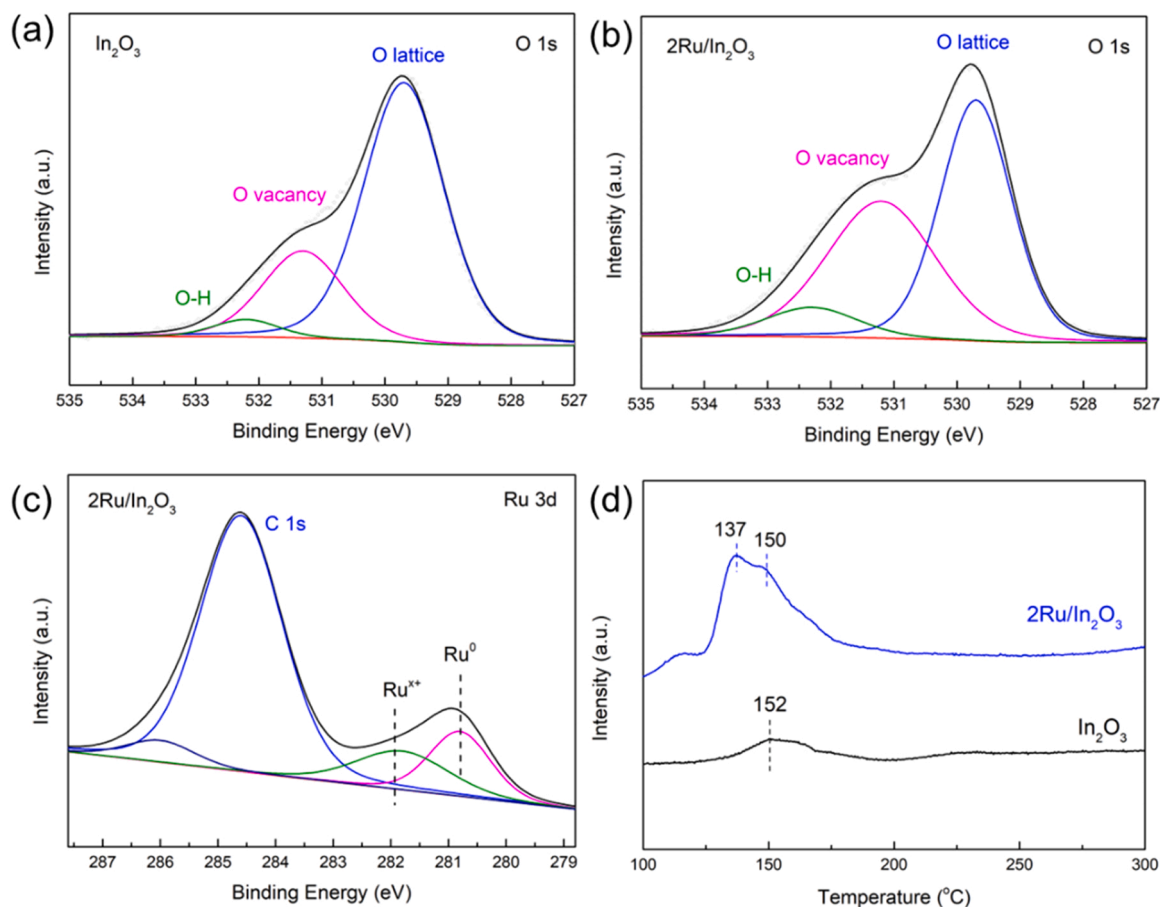 (a)
In₂O₃
O 1s
O lattice
O vacancy
O-H
Intensity (a.u.)
535 534 533 532 531 530 529 528 527
Binding Energy (eV)
(b)
2Ru/In₂O₃
O 1s
O lattice
O vacancy
O-H
Intensity (a.u.)
535 534 533 532 531 530 529 528 527
Binding Energy (eV)
(c)
2Ru/In₂O₃
Ru 3d
C 1s
Ruˣ⁺
Ru⁰
Intensity (a.u.)
287 286 285 284 283 282 281 280 279
Binding Energy (eV)
(d)
137
150
2Ru/In₂O₃
152
In₂O₃
Intensity (a.u.)
100 150 200 250 300
Temperature (°C)